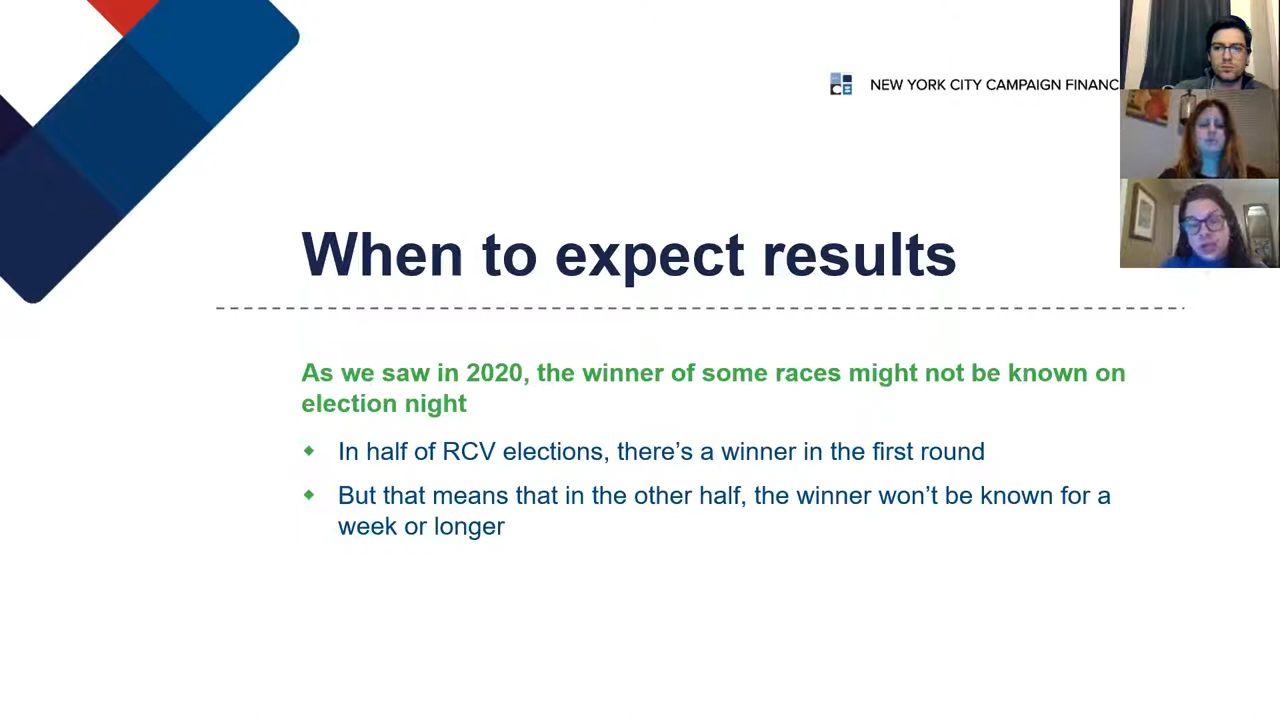 NEW YORK CITY CAMPAIGN FINANC
When to expect results
As we saw in 2020, the winner of some races might not be known on
election night
In half of RCV elections, there’s a winner in the first round
But that means that in the other half, the winner won’t be known for a
week or longer